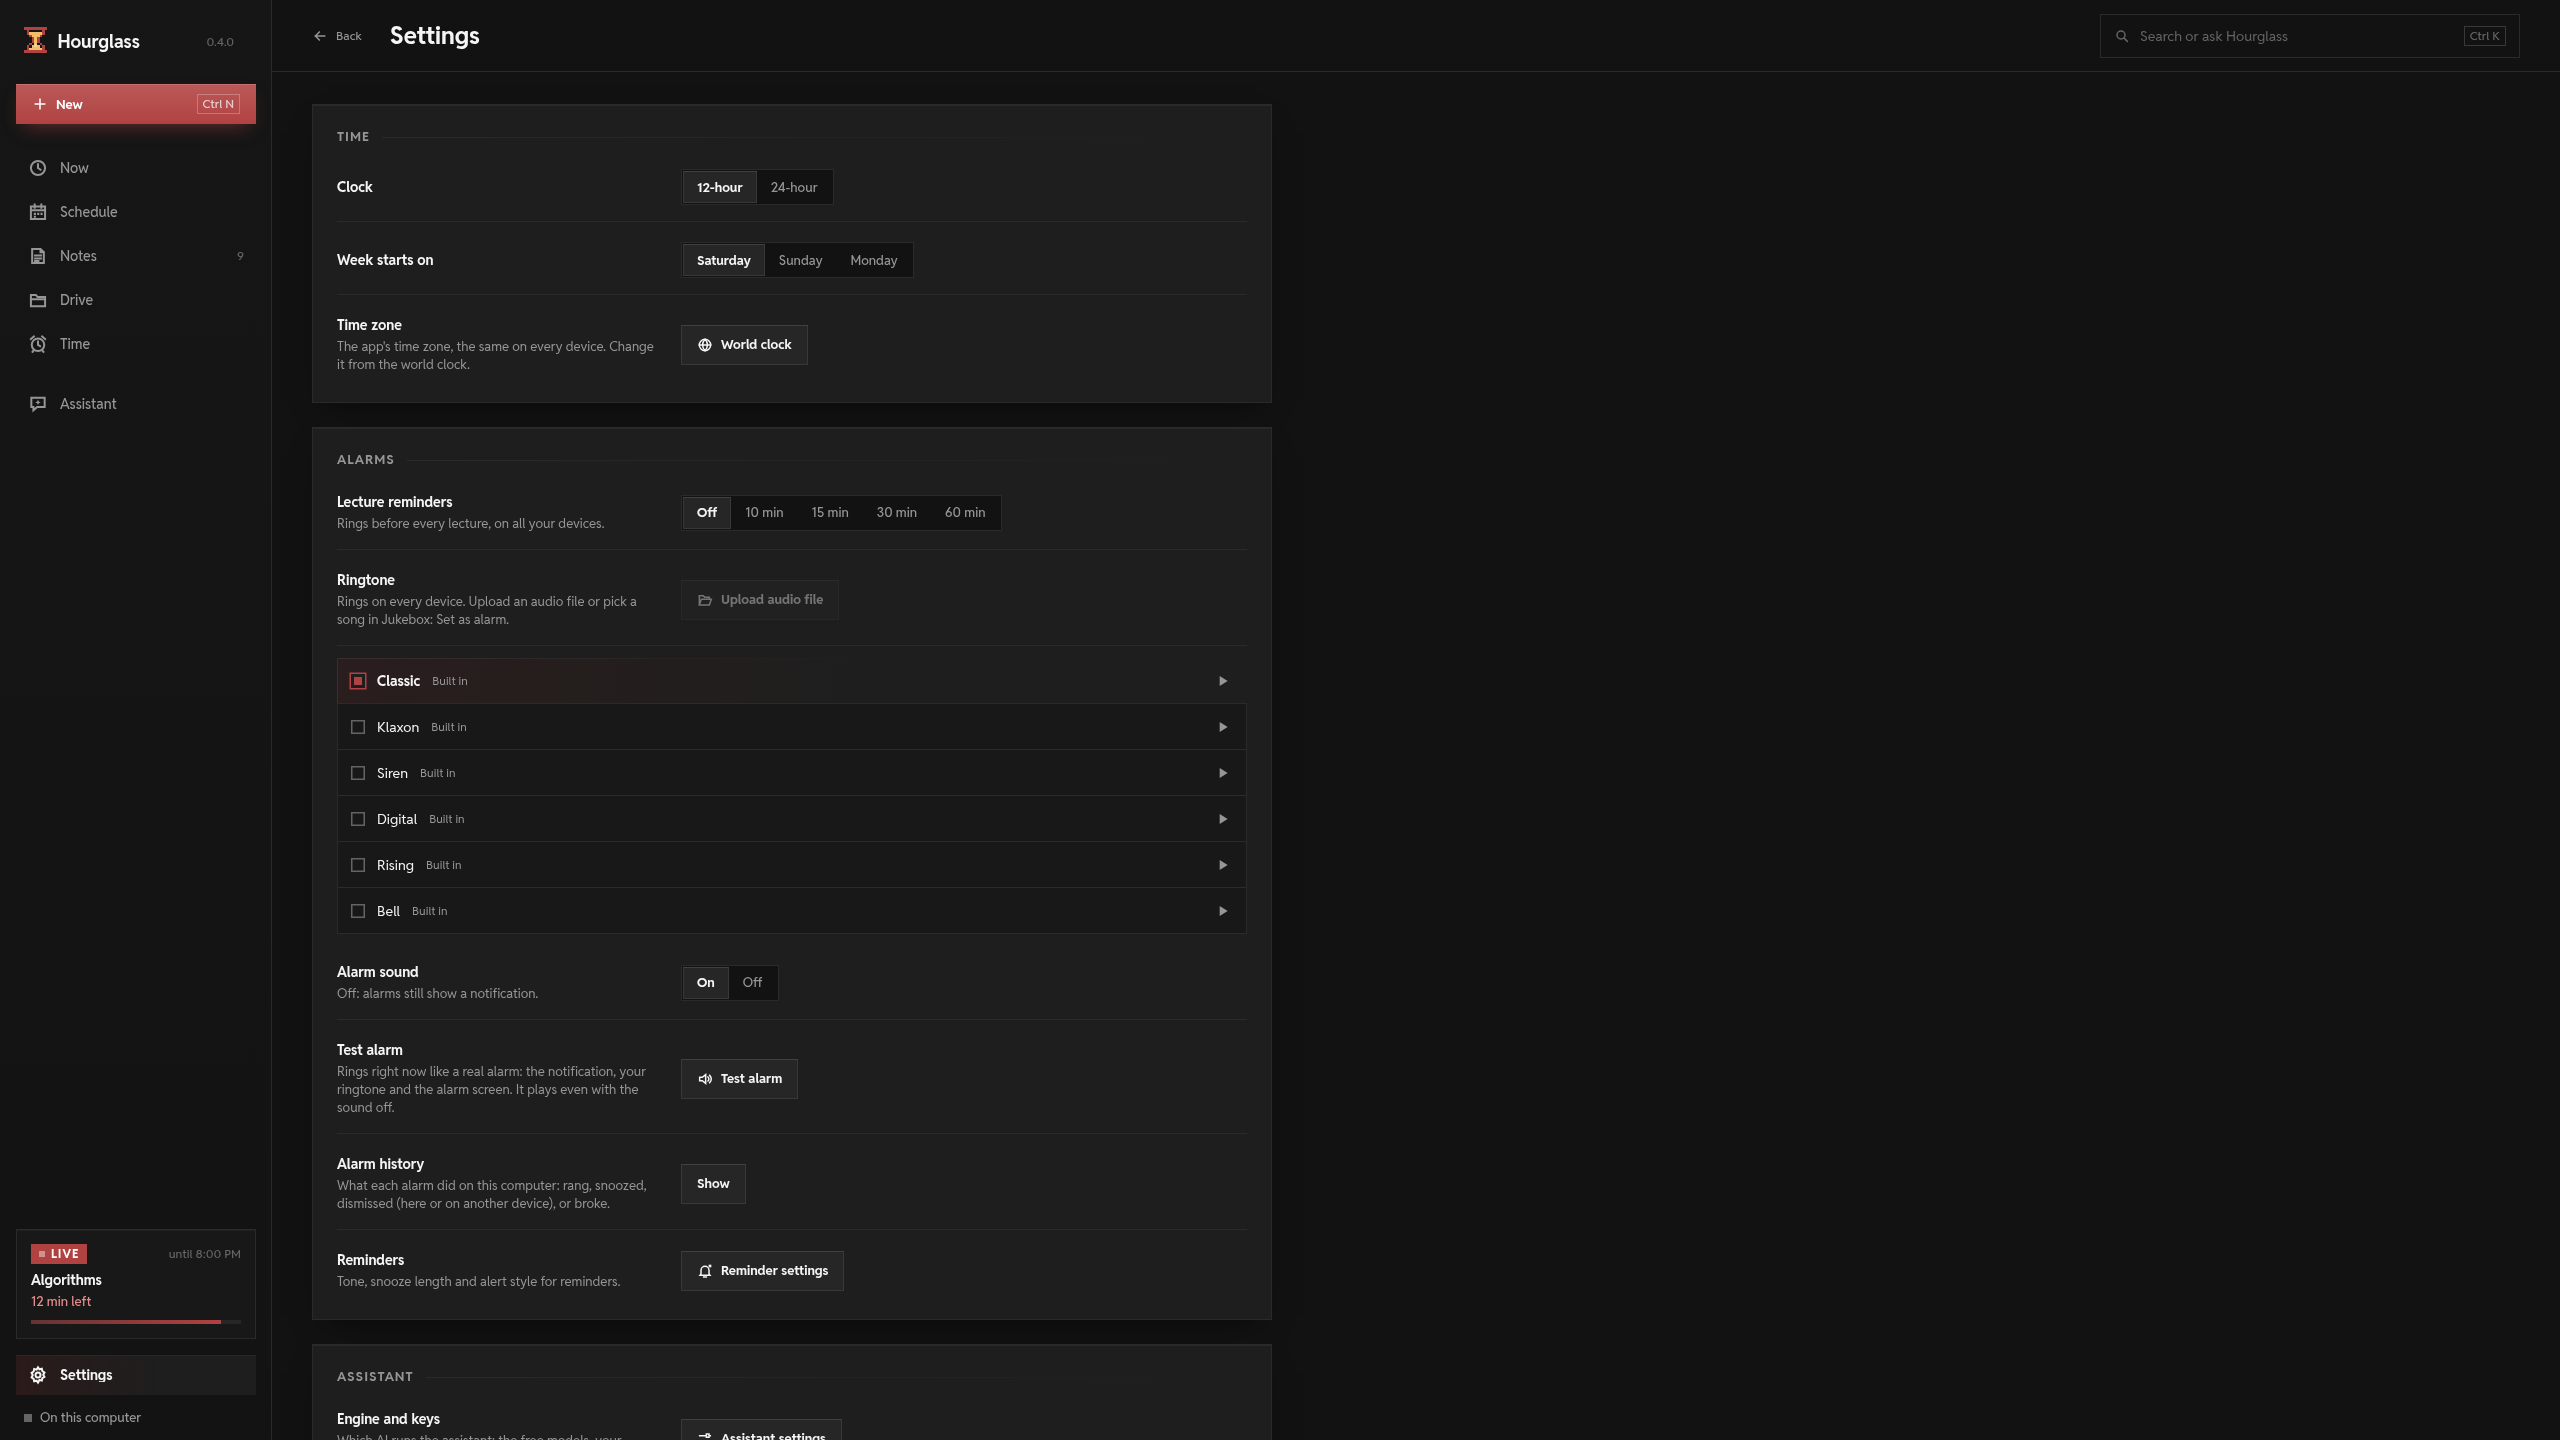 Hourglass
0.4.0
New
Ctrl N
Now
Schedule
Notes
9
Drive
Time
Assistant
LIVE
until 8:00 PM
Algorithms
12 min left
Settings
On this computer
Back
Settings
Search or ask Hourglass
Ctrl K
TIME
Clock
12-hour
24-hour
Week starts on
Saturday
Sunday
Monday
Time zone
The app's time zone, the same on every device. Change
it from the world clock.
World clock
ALARMS
Lecture reminders
Rings before every lecture, on all your devices.
Off
10 min
15 min
30 min
60 min
Ringtone
Rings on every device. Upload an audio file or pick a
song in Jukebox: Set as alarm.
Upload audio file
Classic
Built in
Klaxon
Built in
Siren
Built in
Digital
Built in
Rising
Built in
Bell
Built in
Alarm sound
Off: alarms still show a notification.
On
Off
Test alarm
Rings right now like a real alarm: the notification, your
ringtone and the alarm screen. It plays even with the
sound off.
Test alarm
Alarm history
What each alarm did on this computer: rang, snoozed,
dismissed (here or on another device), or broke.
Show
Reminders
Tone, snooze length and alert style for reminders.
Reminder settings
ASSISTANT
Engine and keys
Which AI runs the assistant: the free models, your
Assistant settings